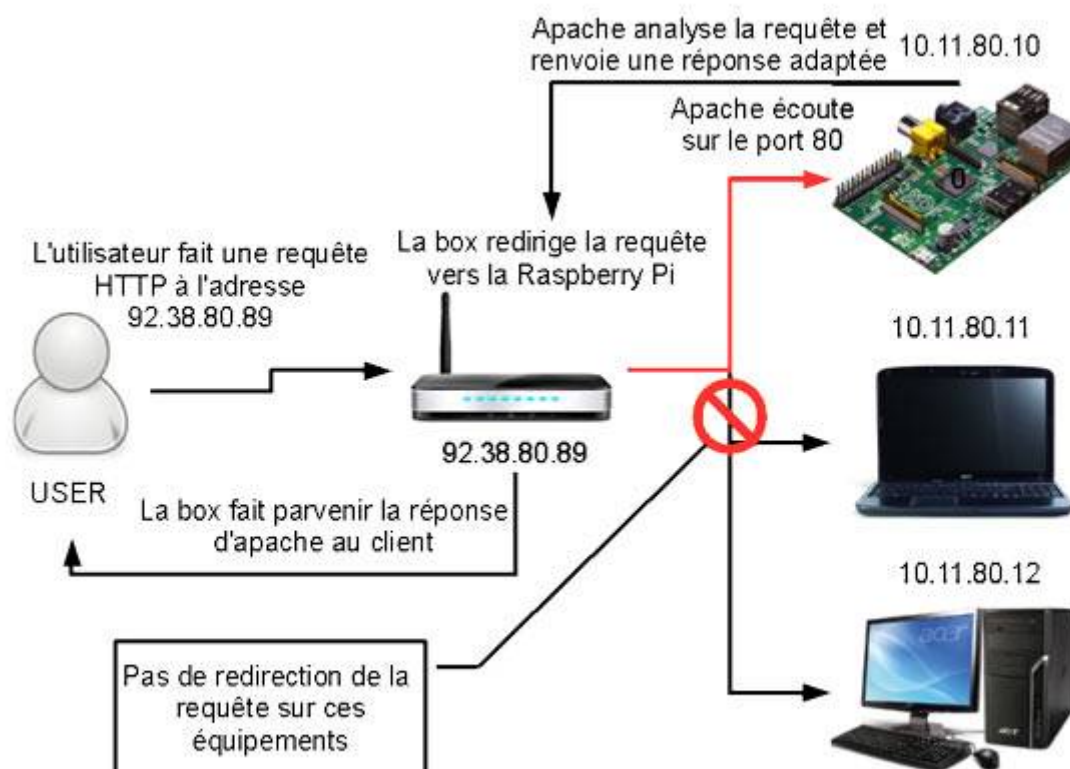 Apache analyse la requête et
renvoie une réponse adaptée
10.11.80.10
Apache écoute
sur le port 80
L'utilisateur fait une requête
HTTP à l'adresse
92.38.80.89
La box redirige la requête
vers la Raspberry Pi
10.11.80.11
92.38.80.89
USER
La box fait parvenir la réponse
d'apache au client
10.11.80.12
Pas de redirection de la
requête sur ces
équipements
acer